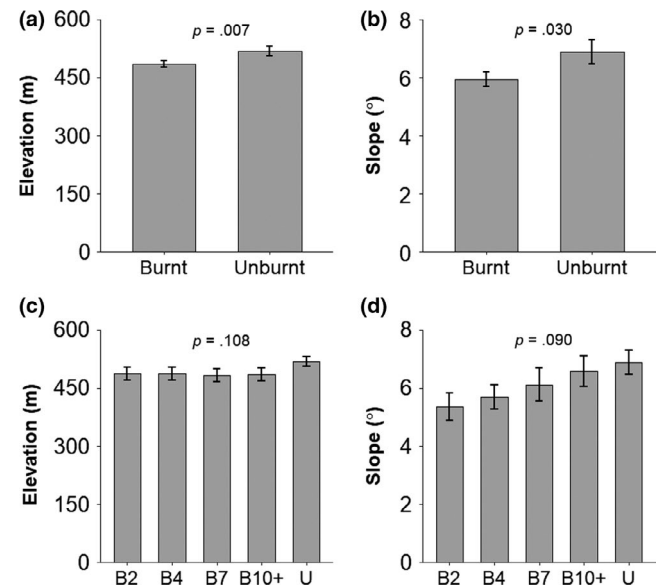 (a)
Elevation (m)
600
450
300
150
0
p = .007
Burnt Unburnt
(b)
Slope (°)
8
6
4
2
0
p = .030
Burnt Unburnt
(c)
Elevation (m)
600
450
300
150
0
p = .108
B2 B4 B7 B10+ U
(d)
Slope (°)
8
6
4
2
0
p = .090
B2 B4 B7 B10+ U